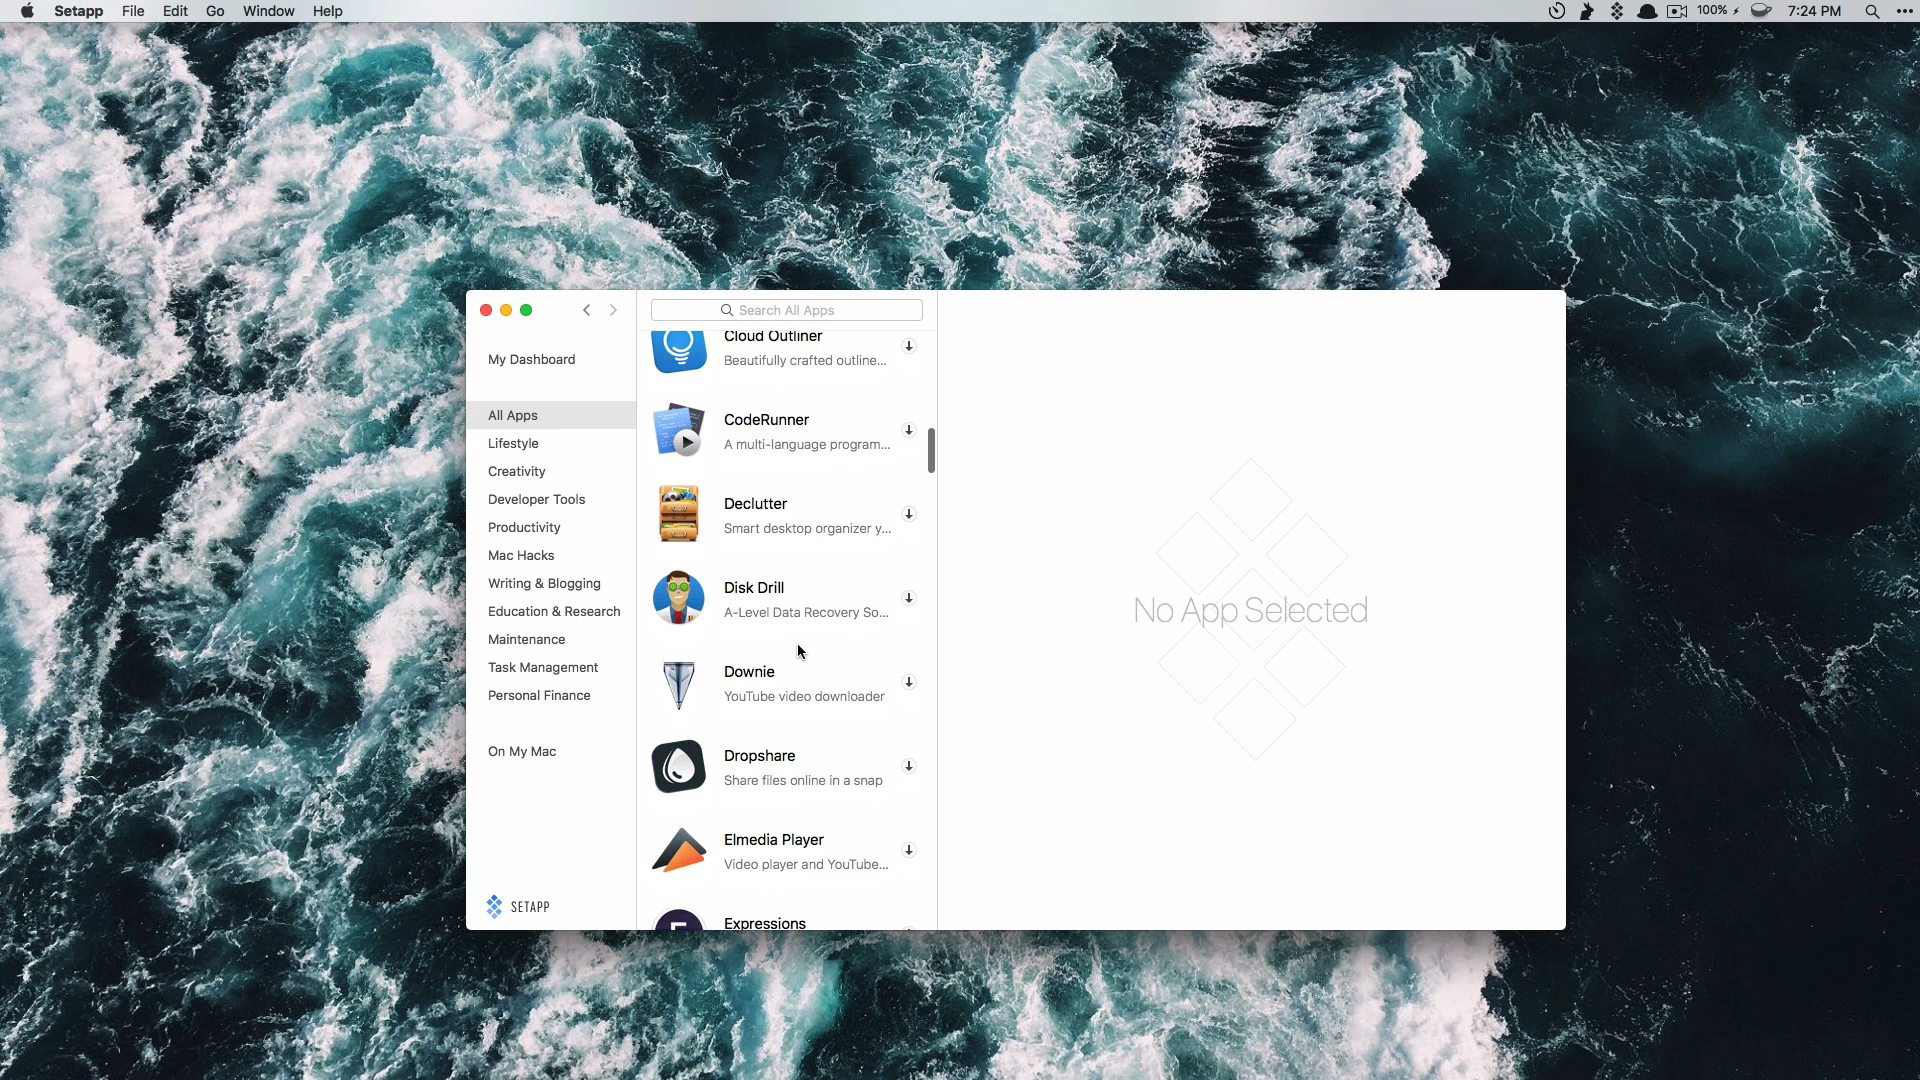 Setapp File Edit Go Window Help 100% 7:24 PM
Search All Apps
My Dashboard
All Apps
Lifestyle
Creativity
Developer Tools
Productivity
Mac Hacks
Writing & Blogging
Education & Research
Maintenance
Task Management
Personal Finance
On My Mac
SETAPP
Cloud Outliner
Beautifully crafted outline...
CodeRunner
A multi-language program...
Declutter
Smart desktop organizer y...
Disk Drill
A-Level Data Recovery So...
Downie
YouTube video downloader
Dropshare
Share files online in a snap
Elmedia Player
Video player and YouTube...
Expressions
No App Selected